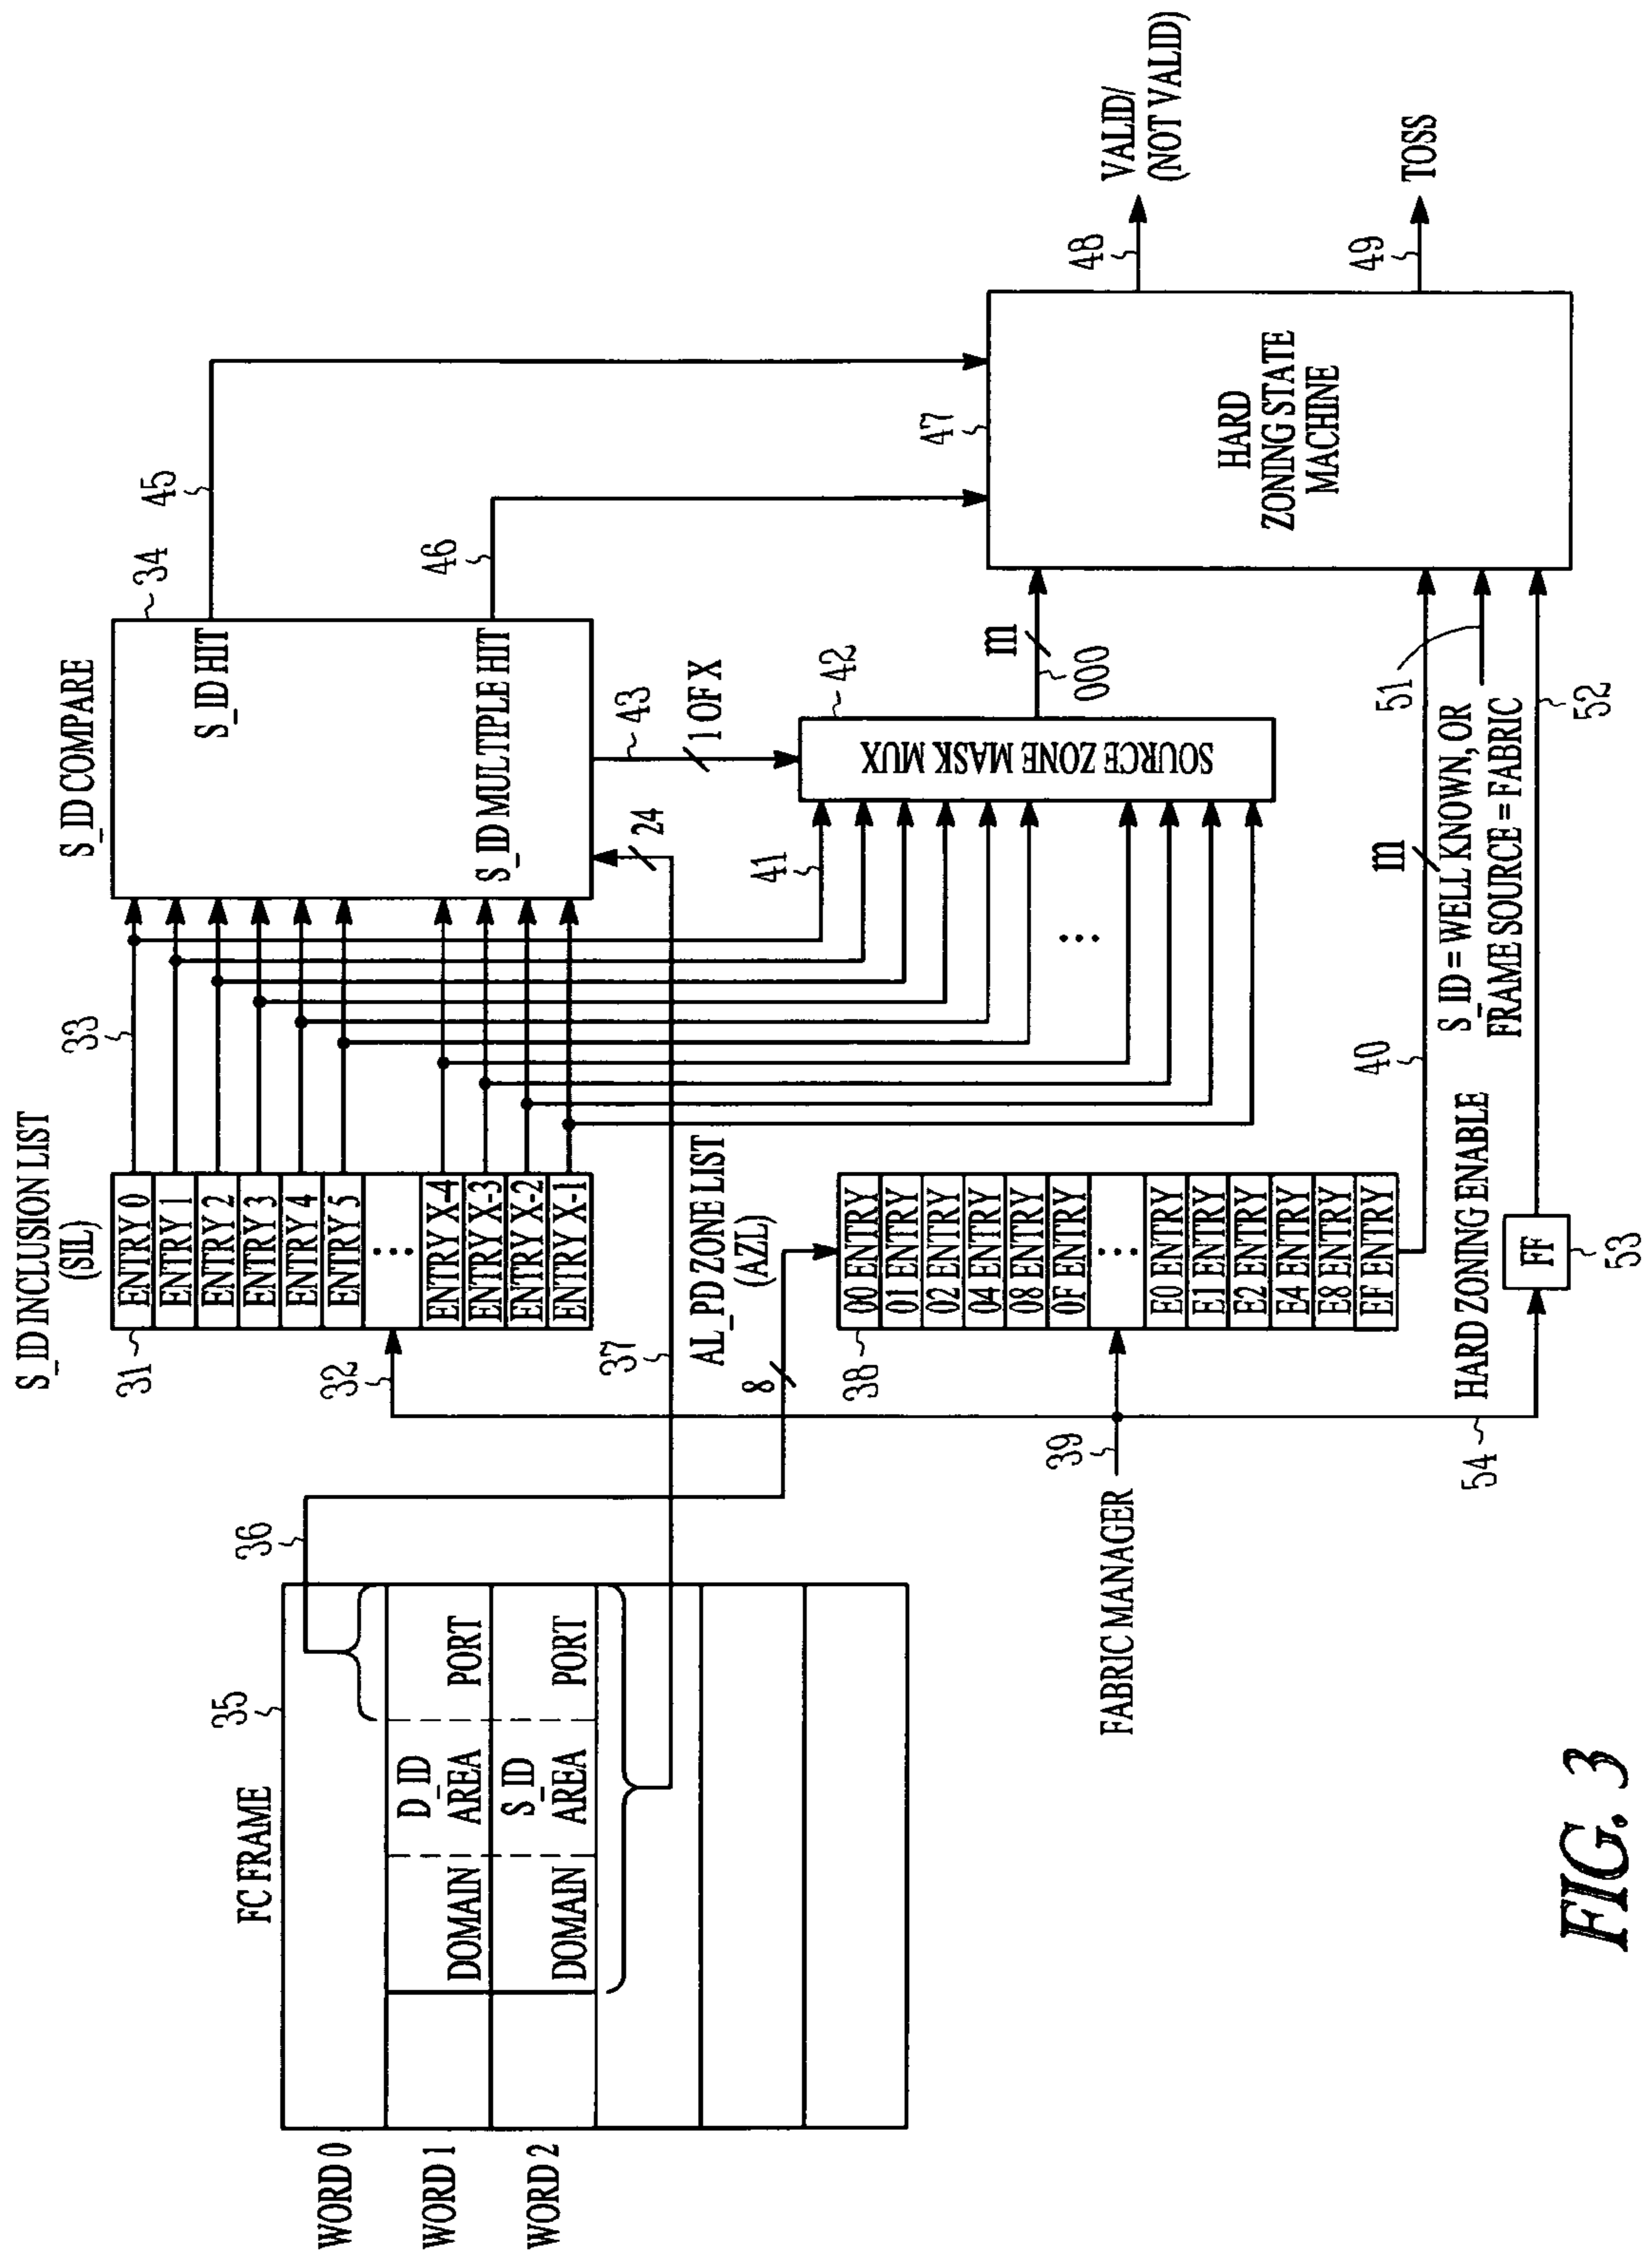 FC FRAME
35
WORD 0
WORD 1
WORD 2
D_ID
DOMAIN AREA PORT
S_ID
DOMAIN AREA PORT
36
37
8
24
S_ID INCLUSION LIST
(SIL)
31
32
33
ENTRY 0
ENTRY 1
ENTRY 2
ENTRY 3
ENTRY 4
ENTRY 5
...
ENTRY X-4
ENTRY X-3
ENTRY X-2
ENTRY X-1
S_ID COMPARE
34
S_ID HIT
S_ID MULTIPLE HIT
45
46
43
1 OF X
AL_PD ZONE LIST
(AZL)
38
00 ENTRY
01 ENTRY
02 ENTRY
04 ENTRY
08 ENTRY
0F ENTRY
...
E0 ENTRY
E1 ENTRY
E2 ENTRY
E4 ENTRY
E8 ENTRY
EF ENTRY
FABRIC MANAGER
39
54
HARD ZONING ENABLE
FF
53
40
41
...
42
SOURCE ZONE MASK MUX
m
000
m
S_ID = WELL KNOWN, OR
FRAME SOURCE = FABRIC
51
52
47
HARD
ZONING STATE
MACHINE
48
VALID/
(NOT VALID)
49
TOSS
FIG. 3